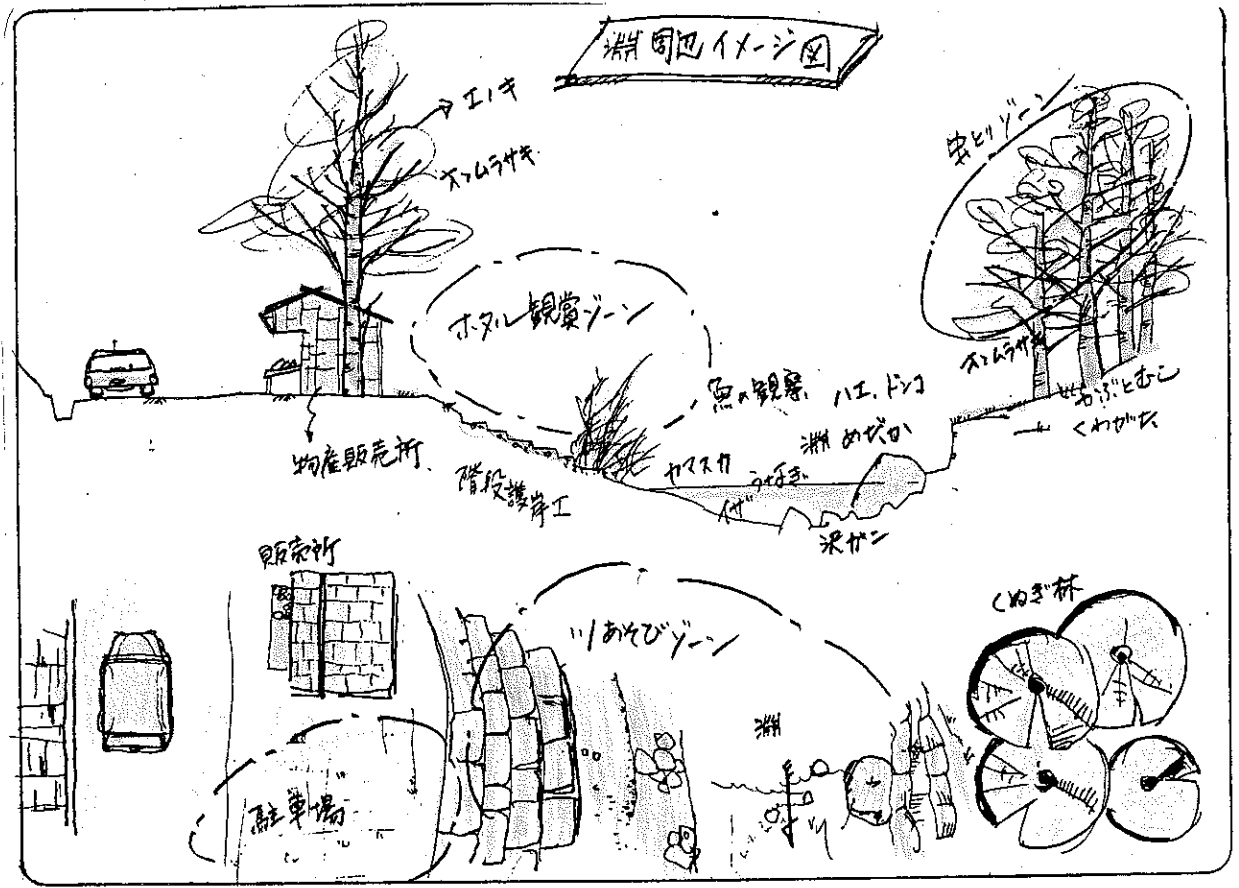 淵周辺イメージ図
エノキ
オオムラサキ
虫とりゾーン
ホタル観賞ゾーン
オオムラサキ
かぶとむし
くわがた
魚の観察 ハエ、ドンコ
淵 めだか
カマスカ
うなぎ
イザ
沢ガニ
物産販売所
階段護岸工
販売所
川あそびゾーン
くぬぎ林
淵
駐車場